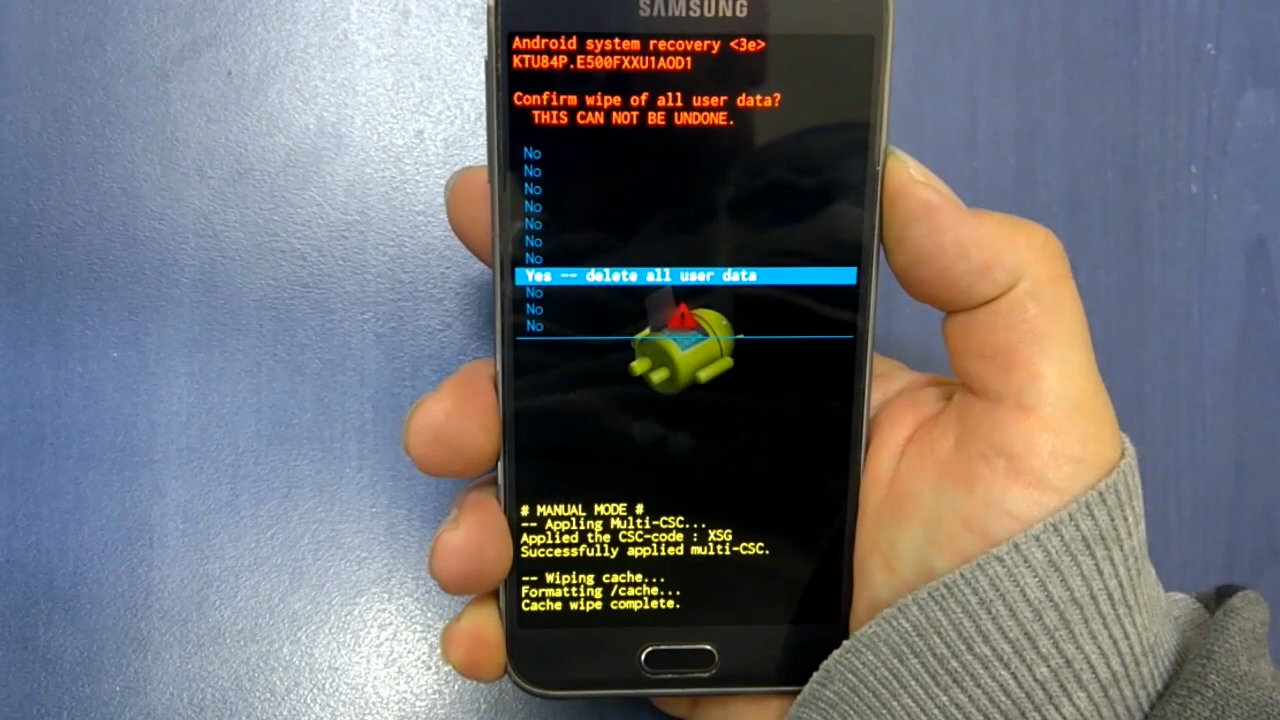 SAMSUNG
Android system recovery <3e>
KTU84P.E500FXXU1AOD1
Confirm wipe of all user data?
THIS CAN NOT BE UNDONE.
No
No
No
No
No
No
No
Yes -- delete all user data
No
No
No
# MANUAL MODE #
-- Appling Multi-CSC...
Applied the CSC-code : XSG
Successfully applied multi-CSC.
-- Wiping cache...
Formatting /cache...
Cache wipe complete.